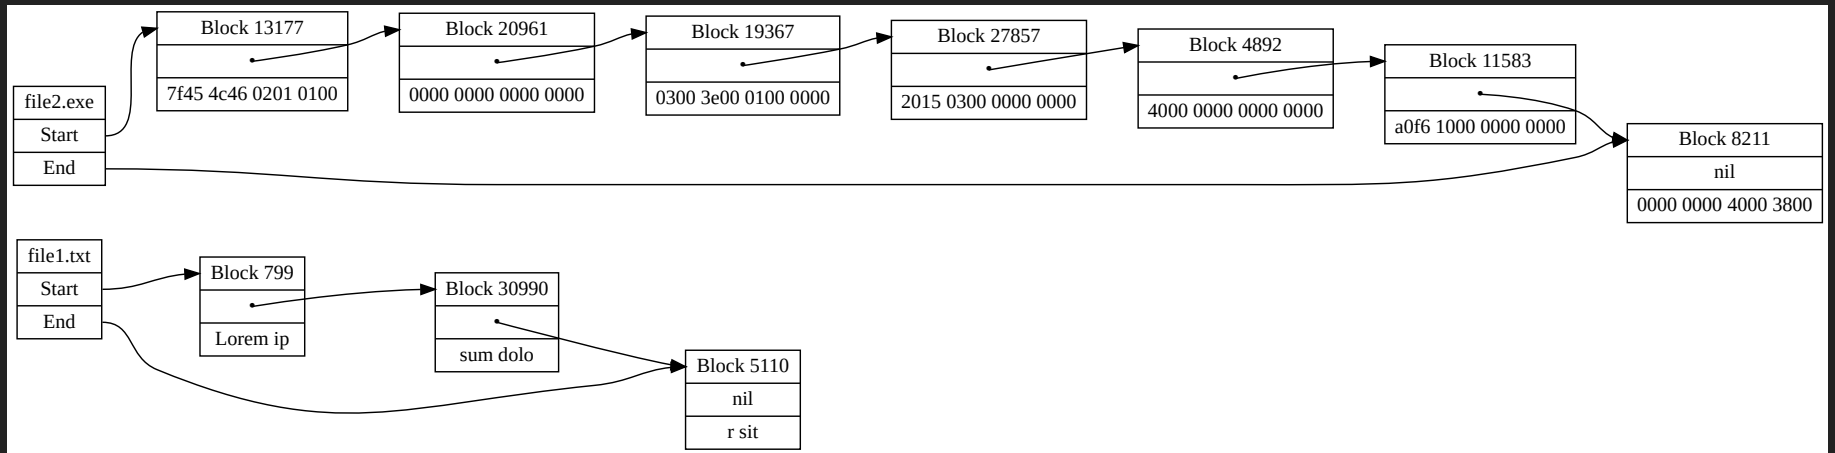 file2.exe
Start
End
Block 13177
7f45 4c46 0201 0100
Block 20961
0000 0000 0000 0000
Block 19367
0300 3e00 0100 0000
Block 27857
2015 0300 0000 0000
Block 4892
4000 0000 0000 0000
Block 11583
a0f6 1000 0000 0000
Block 8211
nil
0000 0000 4000 3800
file1.txt
Start
End
Block 799
Lorem ip
Block 30990
sum dolo
Block 5110
nil
r sit